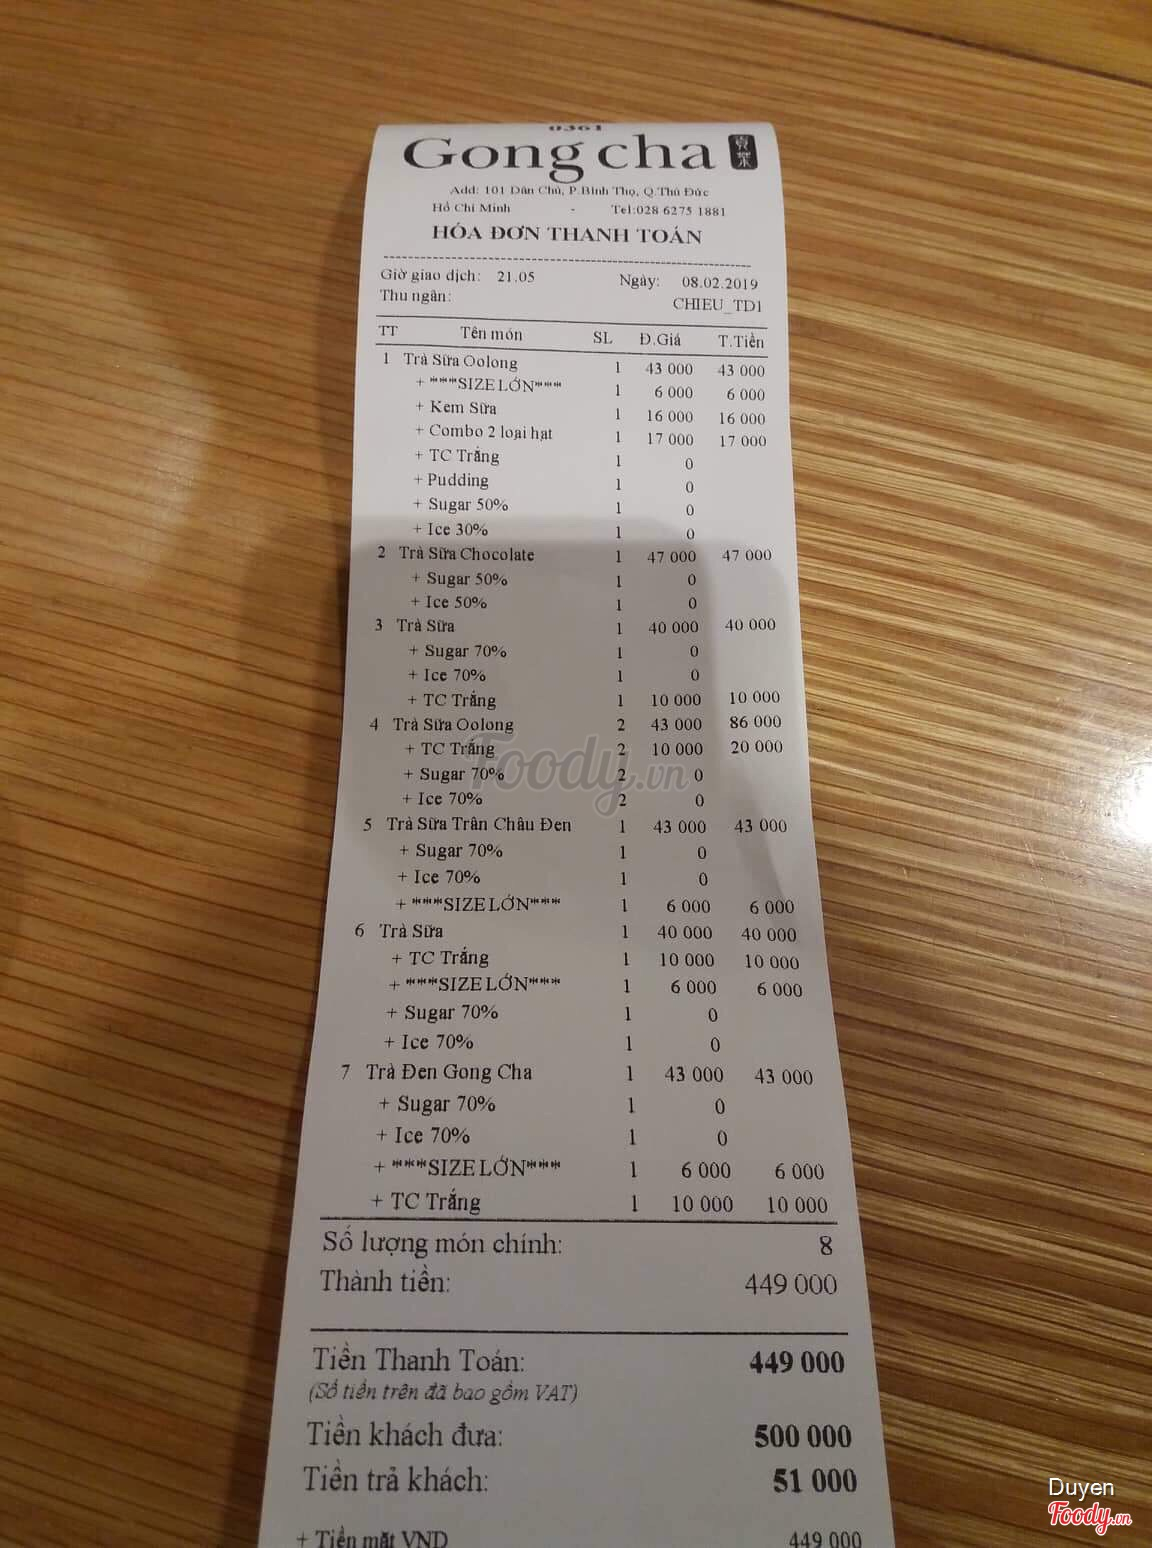 0361
Gong cha 貢茶
Add: 101 Dân Chủ, P.Bình Thọ, Q.Thủ Đức
Hồ Chí Minh - Tel:028 6275 1881
HÓA ĐƠN THANH TOÁN
Giờ giao dịch: 21.05 Ngày: 08.02.2019
Thu ngân: CHIEU_TD1
TT Tên món SL Đ.Giá T.Tiền
1 Trà Sữa Oolong 1 43 000 43 000
+ ***SIZE LỚN*** 1 6 000 6 000
+ Kem Sữa 1 16 000 16 000
+ Combo 2 loại hạt 1 17 000 17 000
+ TC Trắng 1 0
+ Pudding 1 0
+ Sugar 50% 1 0
+ Ice 30% 1 0
2 Trà Sữa Chocolate 1 47 000 47 000
+ Sugar 50% 1 0
+ Ice 50% 1 0
3 Trà Sữa 1 40 000 40 000
+ Sugar 70% 1 0
+ Ice 70% 1 0
+ TC Trắng 1 10 000 10 000
4 Trà Sữa Oolong 2 43 000 86 000
+ TC Trắng 2 10 000 20 000
+ Sugar 70% 2 0
+ Ice 70% 2 0
Foody.vn
5 Trà Sữa Trân Châu Đen 1 43 000 43 000
+ Sugar 70% 1 0
+ Ice 70% 1 0
+ ***SIZE LỚN*** 1 6 000 6 000
6 Trà Sữa 1 40 000 40 000
+ TC Trắng 1 10 000 10 000
+ ***SIZE LỚN*** 1 6 000 6 000
+ Sugar 70% 1 0
+ Ice 70% 1 0
7 Trà Đen Gong Cha 1 43 000 43 000
+ Sugar 70% 1 0
+ Ice 70% 1 0
+ ***SIZE LỚN*** 1 6 000 6 000
+ TC Trắng 1 10 000 10 000
Số lượng món chính: 8
Thành tiền: 449 000
Tiền Thanh Toán: 449 000
(Số tiền trên đã bao gồm VAT)
Tiền khách đưa: 500 000
Tiền trả khách: 51 000
+ Tiền mặt VND 449 000
Duyen
Foody.vn